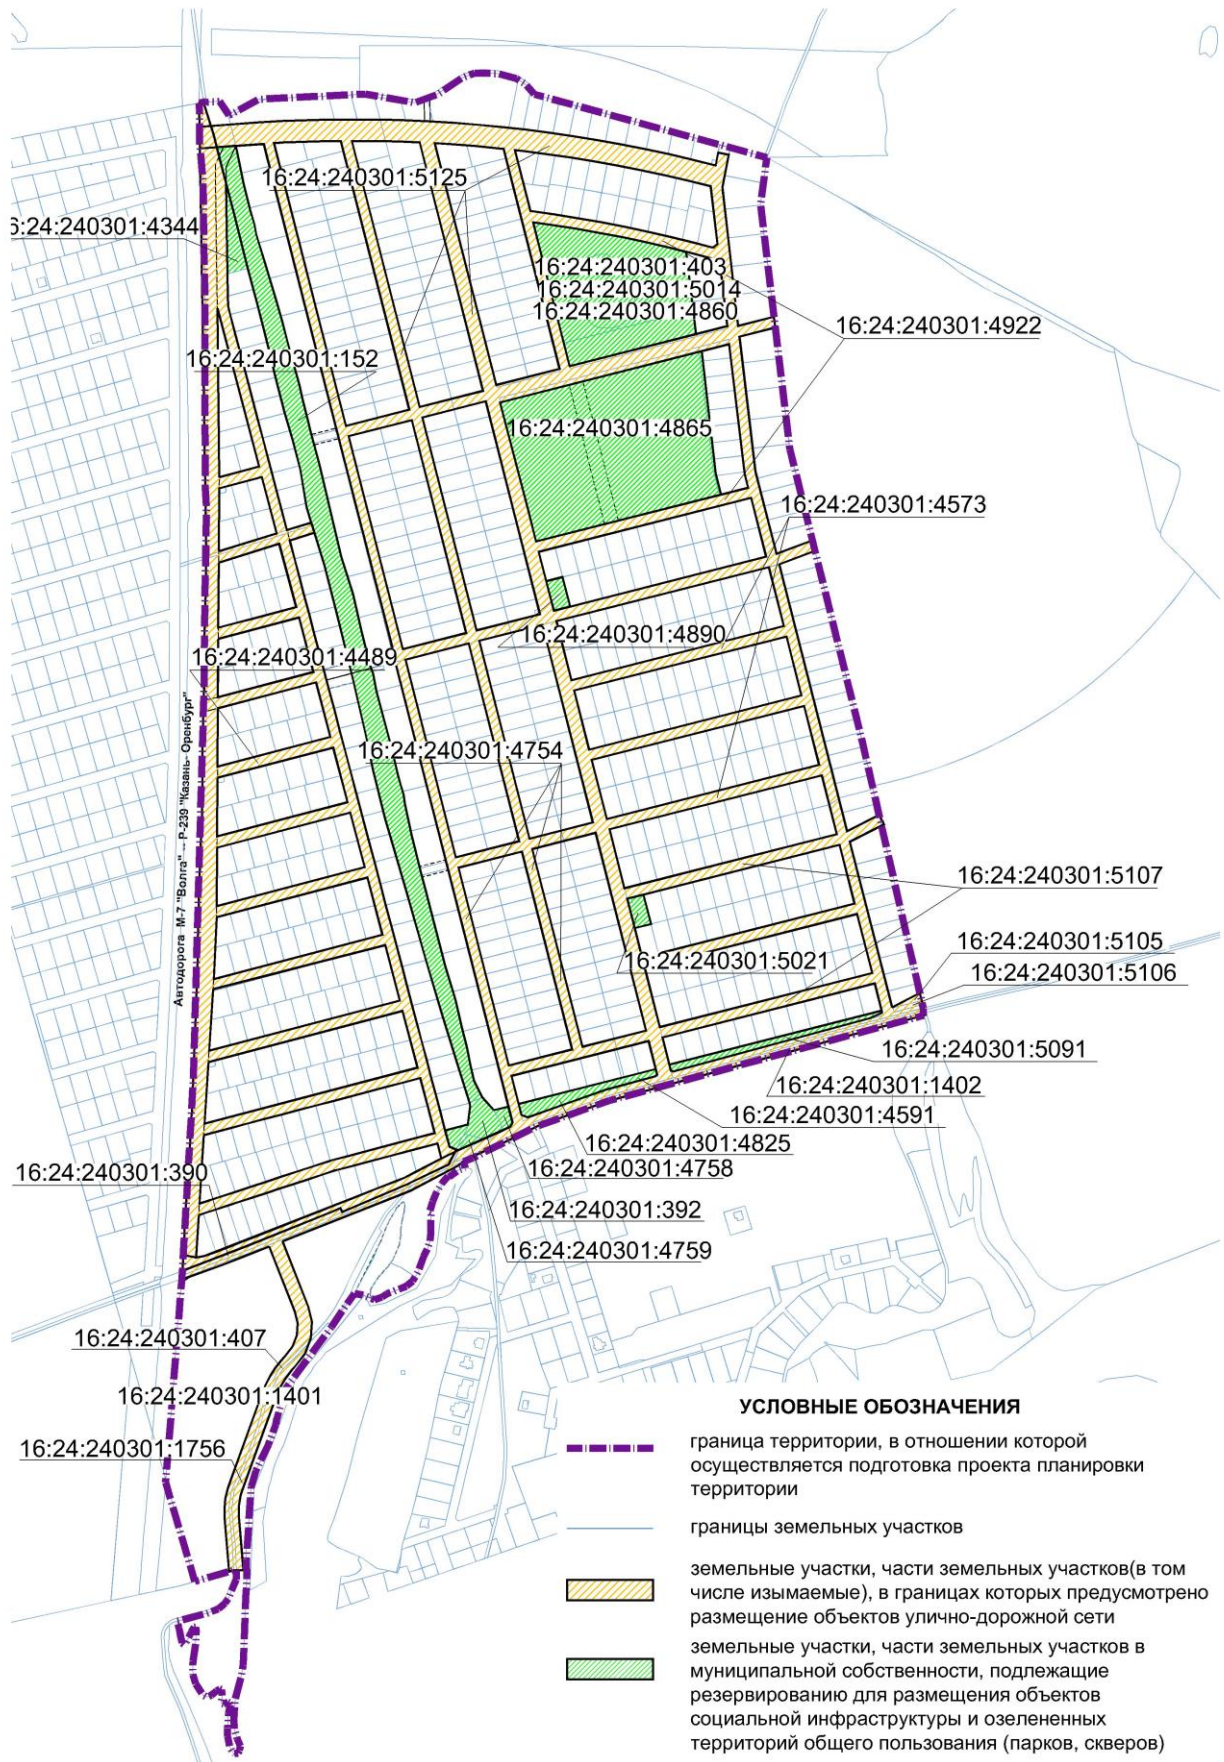 16:24:240301:5125
6:24:240301:4344
16:24:240301:403
16:24:240301:5014
16:24:240301:4860
16:24:240301:4922
16:24:240301:152
16:24:240301:4865
16:24:240301:4573
16:24:240301:4890
16:24:240301:4489
Автодорога М-7 "Волга" – Р-239 "Казань- Оренбург"
16:24:240301:4754
16:24:240301:5107
16:24:240301:5105
16:24:240301:5021
16:24:240301:5106
16:24:240301:5091
16:24:240301:1402
16:24:240301:4591
16:24:240301:4825
16:24:240301:4758
16:24:240301:390
16:24:240301:392
16:24:240301:4759
16:24:240301:407
16:24:240301:1401
16:24:240301:1756
УСЛОВНЫЕ ОБОЗНАЧЕНИЯ
граница территории, в отношении которой
осуществляется подготовка проекта планировки
территории
границы земельных участков
земельные участки, части земельных участков(в том
числе изымаемые), в границах которых предусмотрено
размещение объектов улично-дорожной сети
земельные участки, части земельных участков в
муниципальной собственности, подлежащие
резервированию для размещения объектов
социальной инфраструктуры и озелененных
территорий общего пользования (парков, скверов)